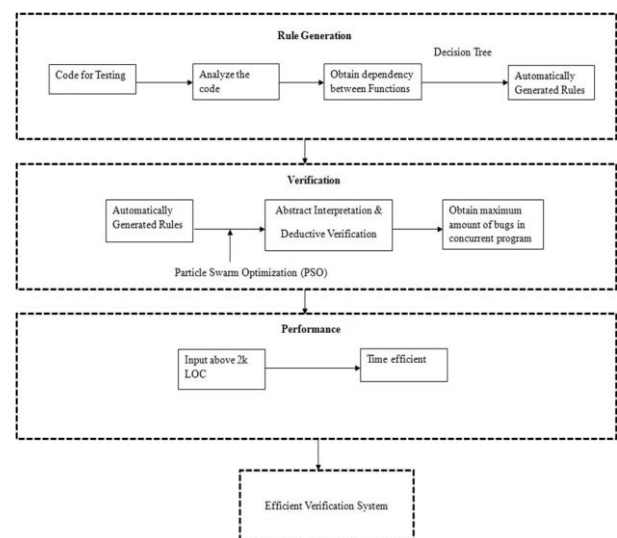 Rule Generation
Decision Tree
Code for Testing
Analyze the
code
Obtain dependency
between Functions
Automatically
Generated Rules
Verification
Automatically
Generated Rules
Abstract Interpretation &
Deductive Verification
Obtain maximum
amount of bugs in
concurrent program
Particle Swarm Optimization (PSO)
Performance
Input above 2k
LOC
Time efficient
Efficient Verification System